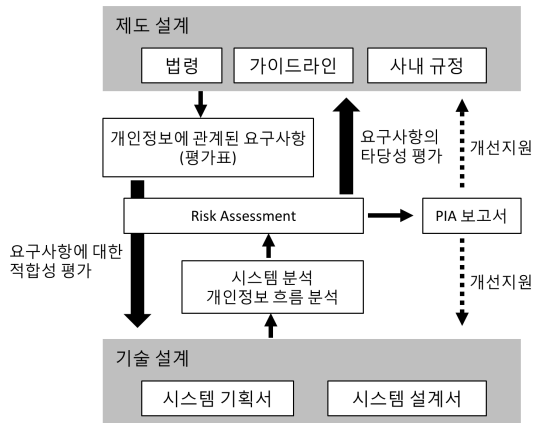 제도 설계
법령
가이드라인
사내 규정
개인정보에 관계된 요구사항
(평가표)
요구사항의
타당성 평가
개선지원
Risk Assessment
PIA 보고서
요구사항에 대한
적합성 평가
시스템 분석
개인정보 흐름 분석
개선지원
기술 설계
시스템 기획서
시스템 설계서